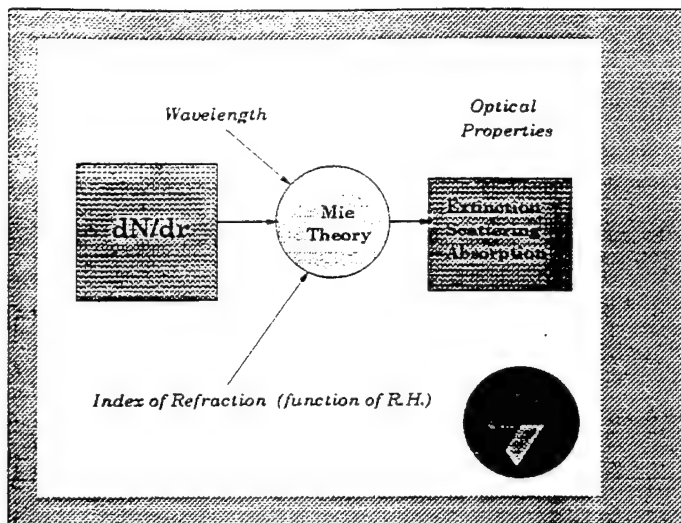 Wavelength
Optical
Properties
dN/dr
Mie
Theory
Extinction
Scattering
Absorption
Index of Refraction (function of R.H.)